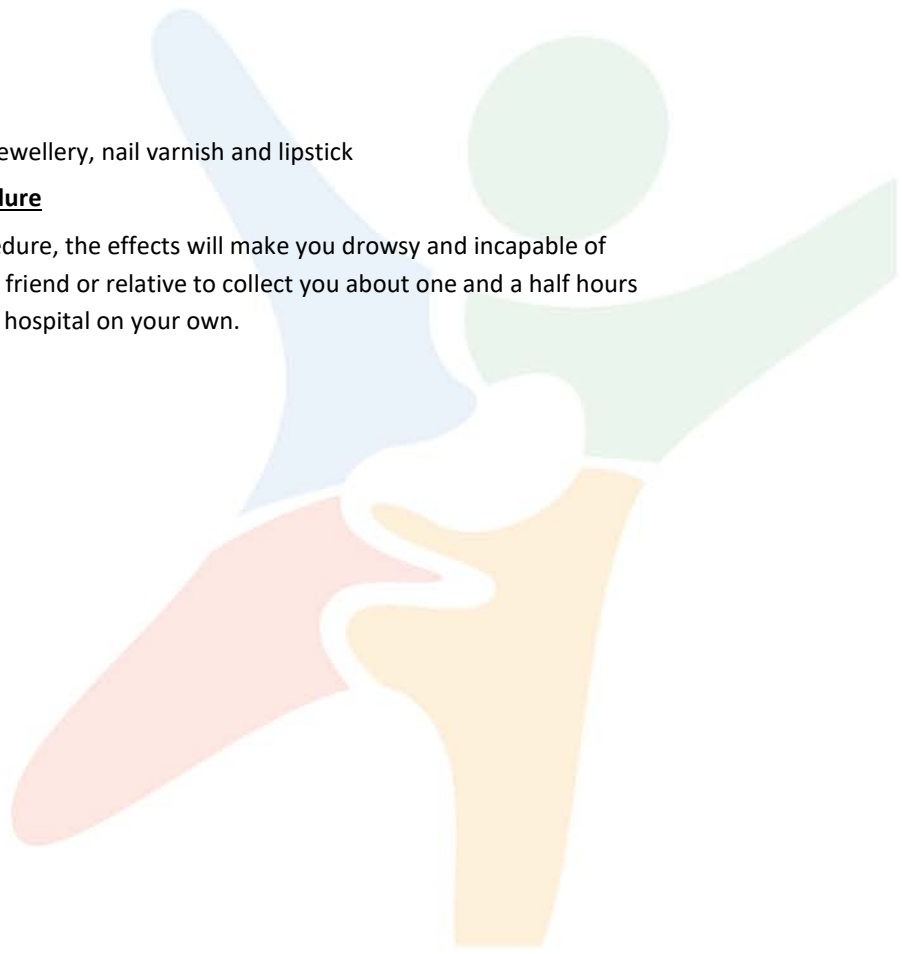 ewellery, nail varnish and lipstick
lure
edure, the effects will make you drowsy and incapable of
friend or relative to collect you about one and a half hours
hospital on your own.